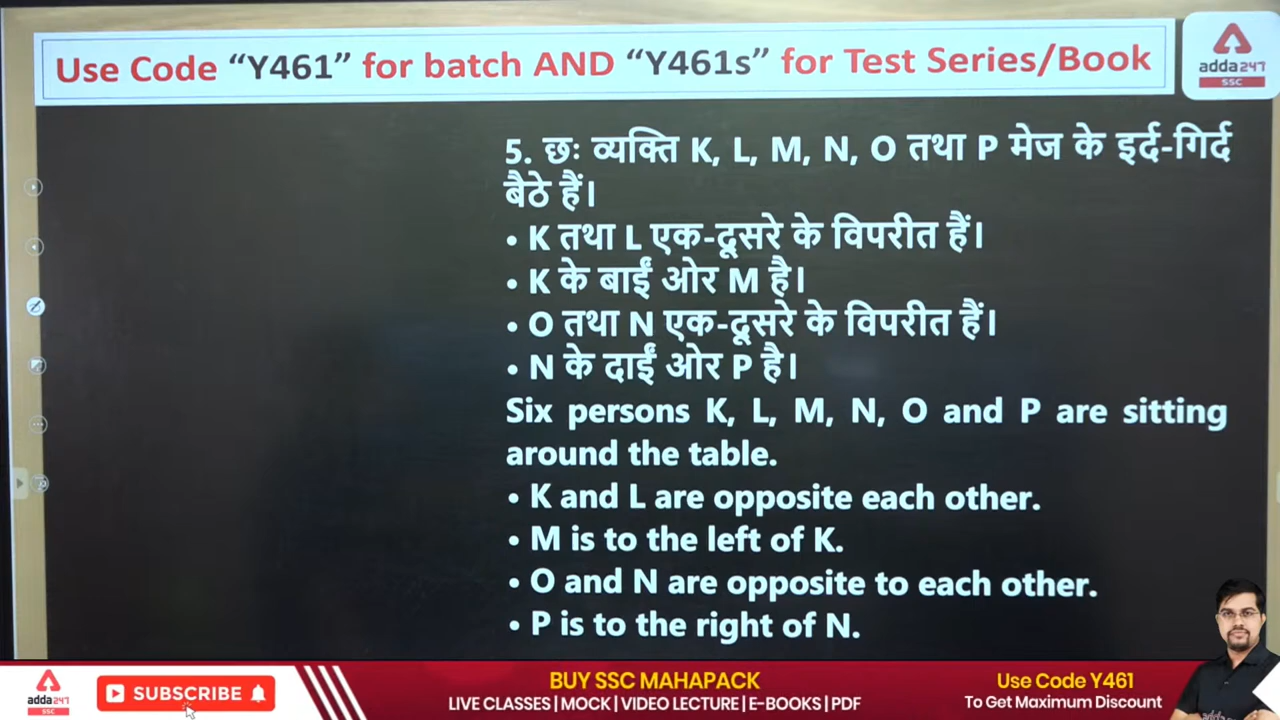 Use Code “Y461” for batch AND “Y461s” for Test Series/Book
adda247
SSC
5. छः व्यक्ति K, L, M, N, O तथा P मेज के इर्द-गिर्द
बैठे हैं।
• K तथा L एक-दूसरे के विपरीत हैं।
• K के बाईं ओर M है।
• O तथा N एक-दूसरे के विपरीत हैं।
• N के दाईं ओर P है।
Six persons K, L, M, N, O and P are sitting
around the table.
• K and L are opposite each other.
• M is to the left of K.
• O and N are opposite to each other.
• P is to the right of N.
adda247
SSC
SUBSCRIBE
BUY SSC MAHAPACK
LIVE CLASSES | MOCK | VIDEO LECTURE | E-BOOKS | PDF
Use Code Y461
To Get Maximum Discount